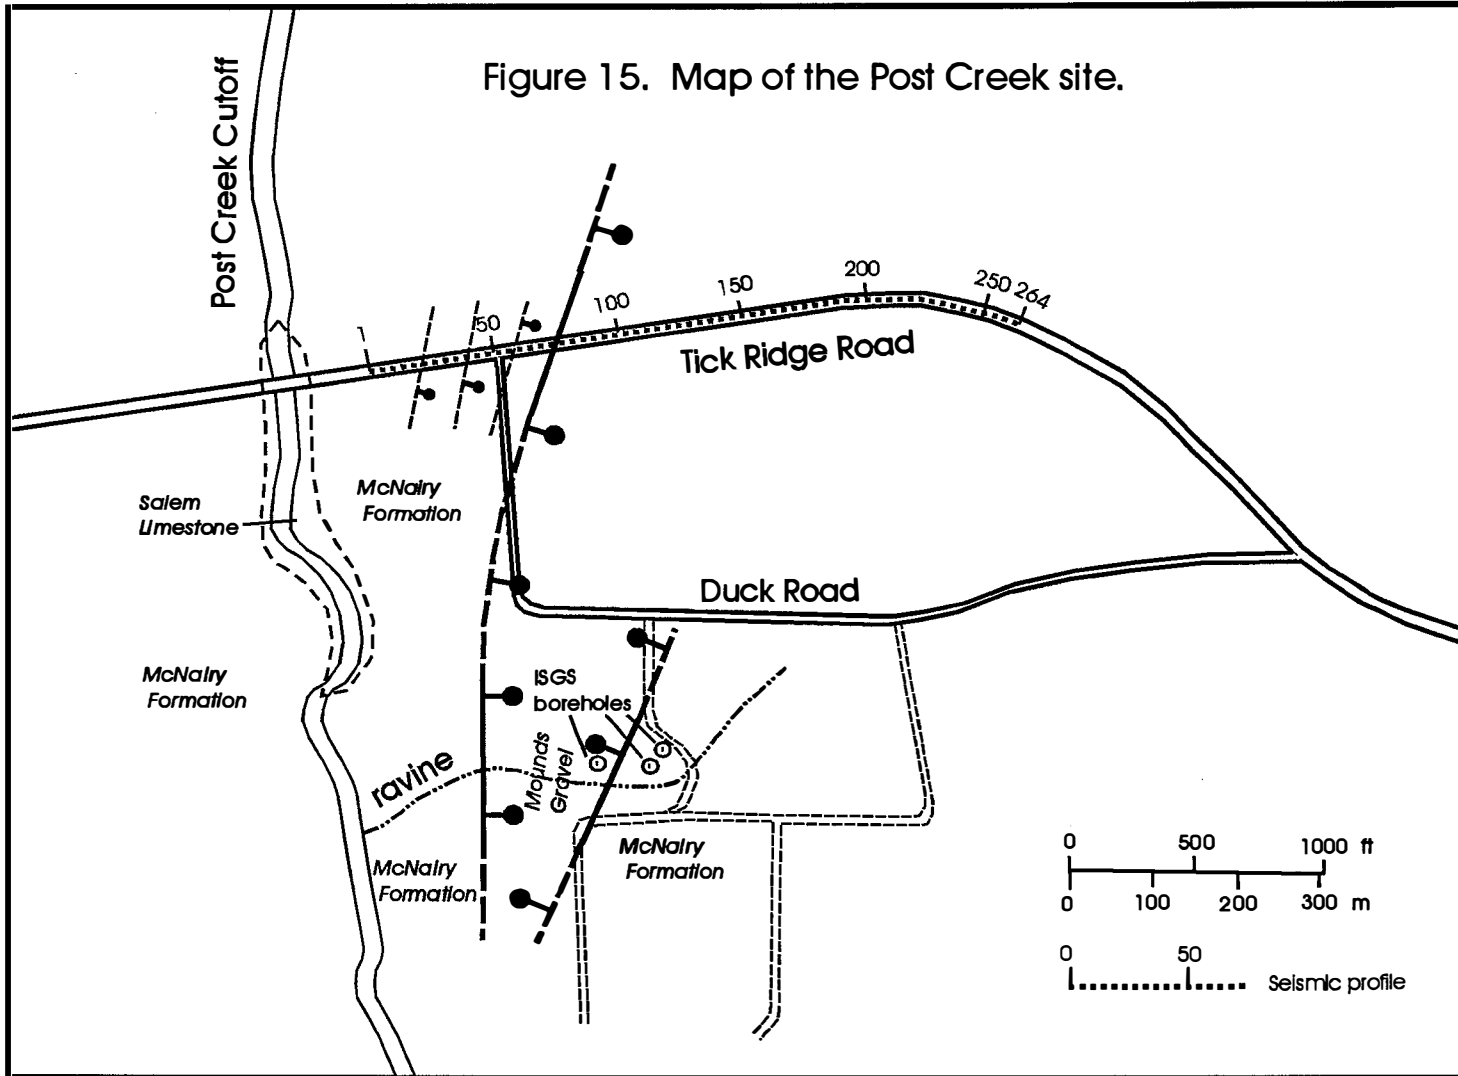 Figure 15. Map of the Post Creek site.
Post Creek Cutoff
1
50
100
150
200
250
264
Tick Ridge Road
McNairy
Formation
Salem
Limestone
Duck Road
McNairy
Formation
ISGS
boreholes
ravine
Mounds
Gravel
McNairy
Formation
McNairy
Formation
0 500 1000 ft
0 100 200 300 m
0 50
Seismic profile